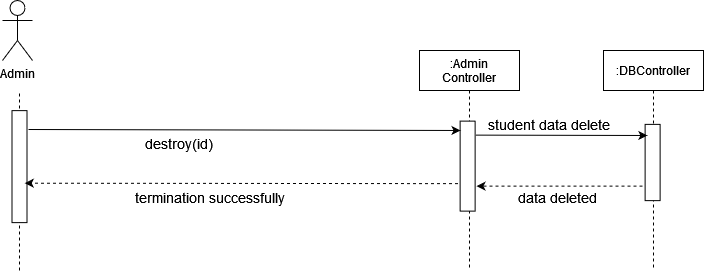 Admin
:Admin
Controller
:DBController
destroy(id)
student data delete
termination successfully
data deleted